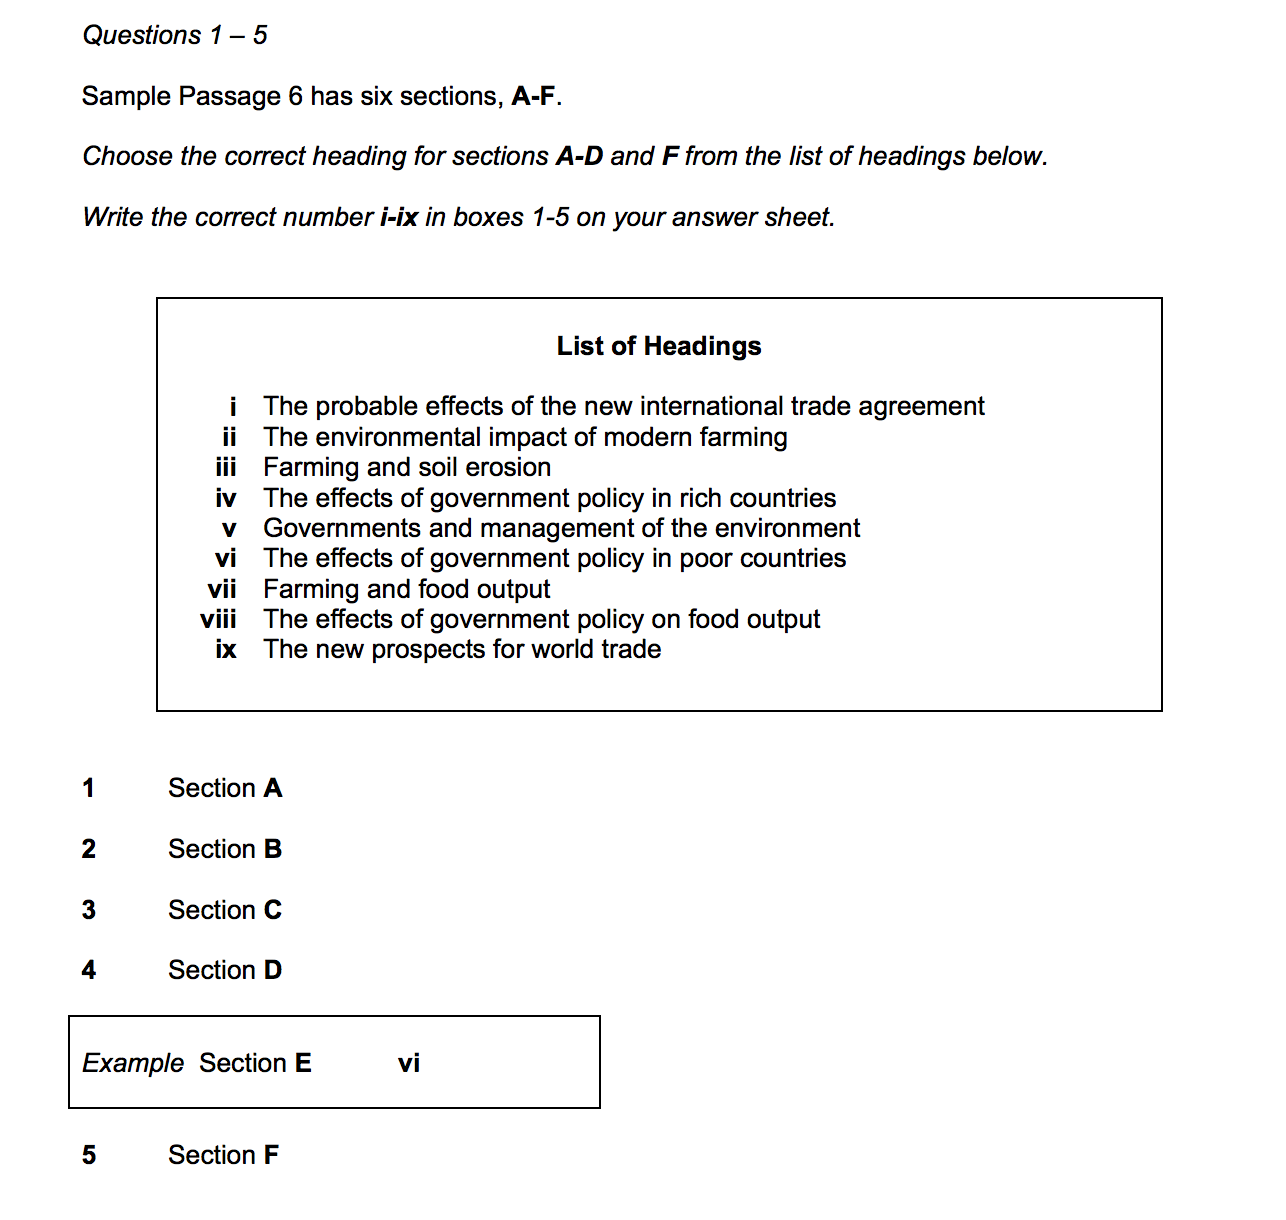 Questions 1 – 5
Sample Passage 6 has six sections, A-F.
Choose the correct heading for sections A-D and F from the list of headings below.
Write the correct number i-ix in boxes 1-5 on your answer sheet.
List of Headings
i The probable effects of the new international trade agreement
ii The environmental impact of modern farming
iii Farming and soil erosion
iv The effects of government policy in rich countries
v Governments and management of the environment
vi The effects of government policy in poor countries
vii Farming and food output
viii The effects of government policy on food output
ix The new prospects for world trade
1 Section A
2 Section B
3 Section C
4 Section D
Example Section E vi
5 Section F